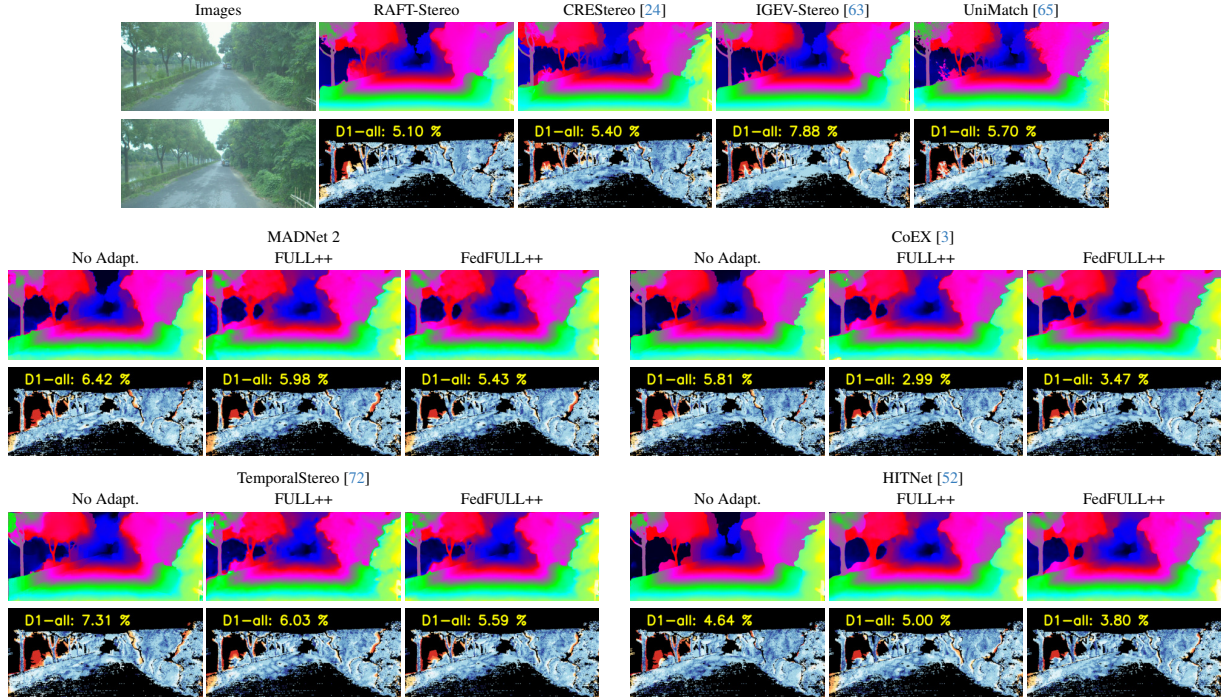 Images RAFT-Stereo CREStereo [24] IGEV-Stereo [63] UniMatch [65]
D1-all: 5.10 % D1-all: 5.40 % D1-all: 7.88 % D1-all: 5.70 %
MADNet 2 CoEX [3]
No Adapt. FULL++ FedFULL++ No Adapt. FULL++ FedFULL++
D1-all: 6.42 % D1-all: 5.98 % D1-all: 5.43 % D1-all: 5.81 % D1-all: 2.99 % D1-all: 3.47 %
TemporalStereo [72] HITNet [52]
No Adapt. FULL++ FedFULL++ No Adapt. FULL++ FedFULL++
D1-all: 7.31 % D1-all: 6.03 % D1-all: 5.59 % D1-all: 4.64 % D1-all: 5.00 % D1-all: 3.80 %